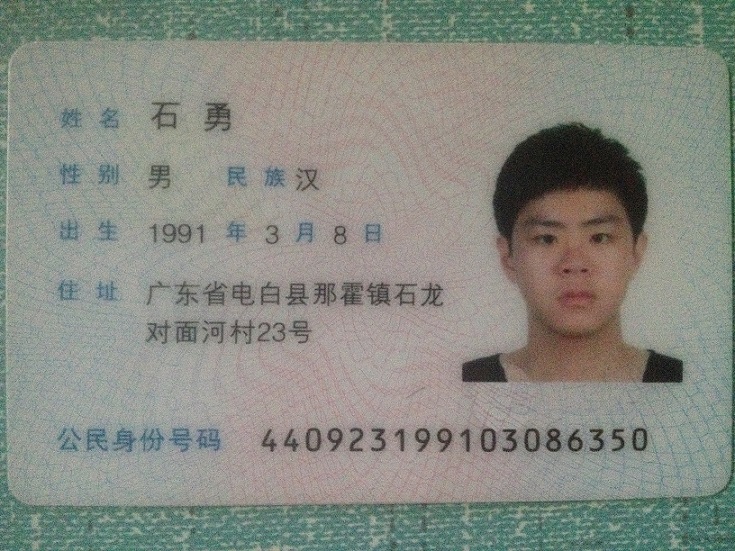 姓名 石勇
性别 男 民族 汉
出生 1991 年 3 月 8 日
住址 广东省电白县那霍镇石龙
对面河村23号
公民身份号码 440923199103086350